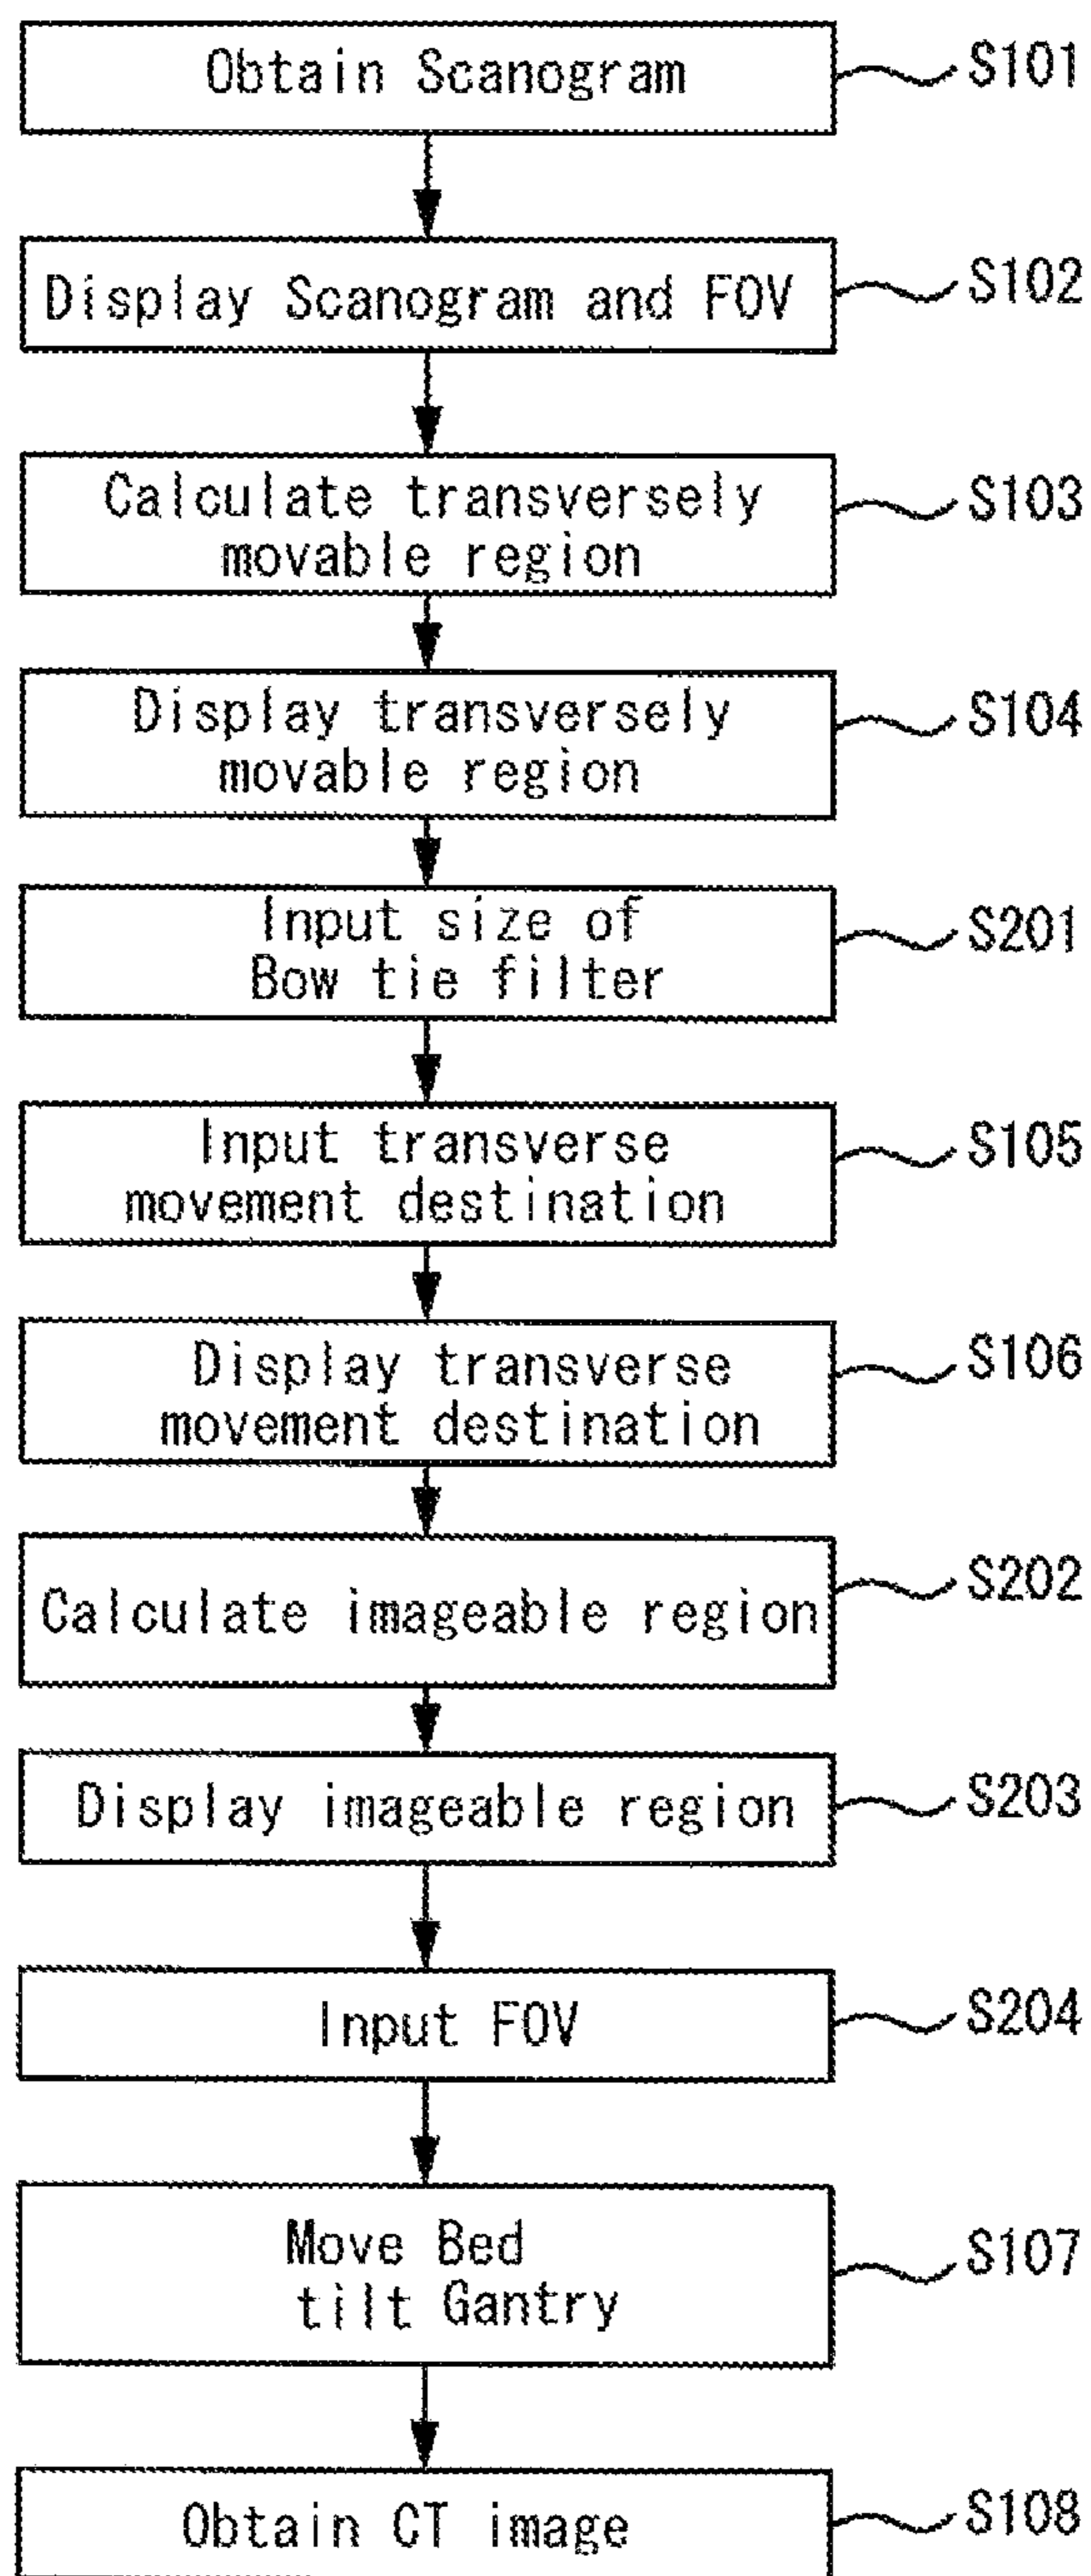 Obtain Scanogram
S101
Display Scanogram and FOV
S102
Calculate transversely
movable region
S103
Display transversely
movable region
S104
Input size of
Bow tie filter
S201
Input transverse
movement destination
S105
Display transverse
movement destination
S106
Calculate imageable region
S202
Display imageable region
S203
Input FOV
S204
Move Bed
tilt Gantry
S107
Obtain CT image
S108